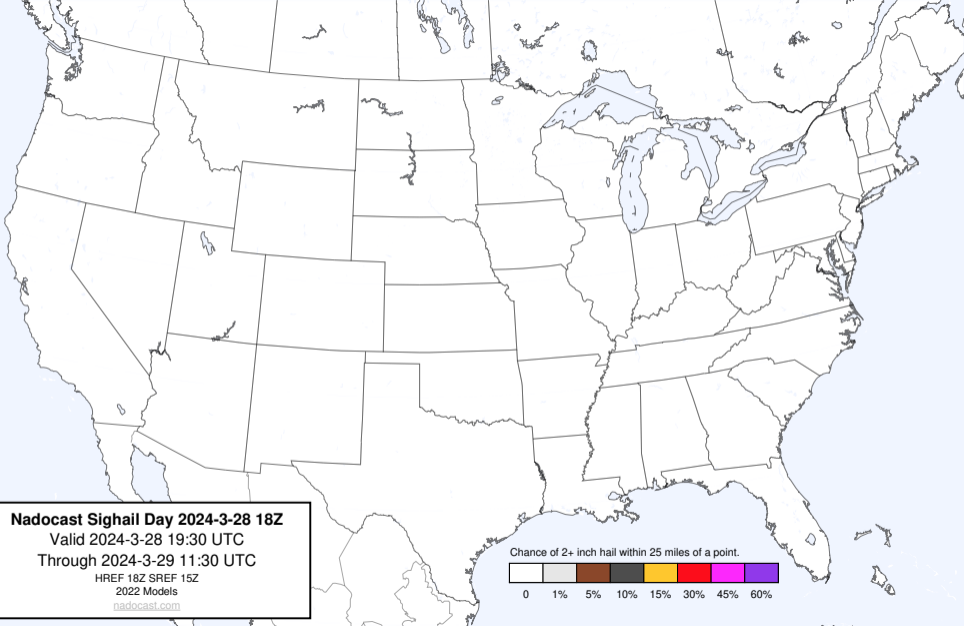 Nadocast Sighail Day 2024-3-28 18Z
Valid 2024-3-28 19:30 UTC
Through 2024-3-29 11:30 UTC
HREF 18Z SREF 15Z
2022 Models
nadocast.com
Chance of 2+ inch hail within 25 miles of a point.
0 1% 5% 10% 15% 30% 45% 60%